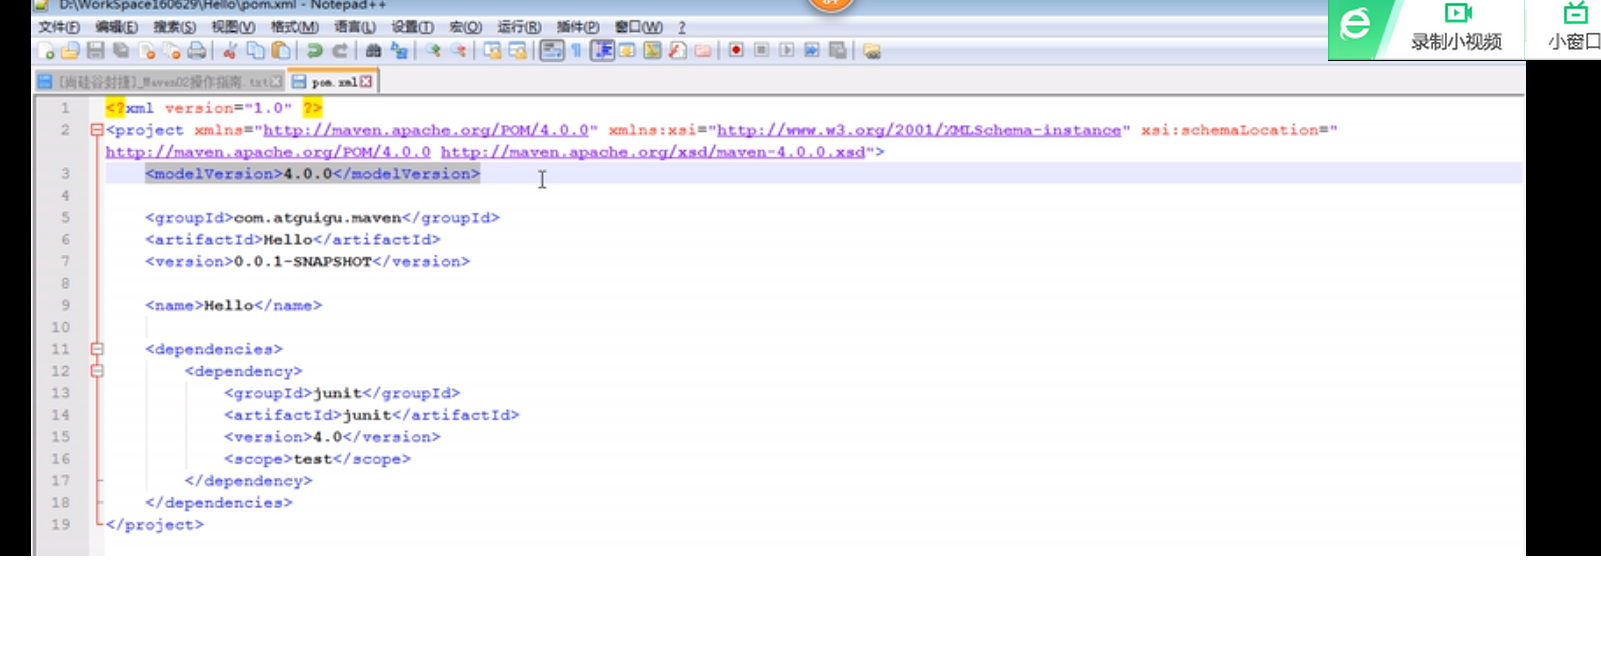 D:\WorkSpace160629\Hello\pom.xml - Notepad++
录制小视频
小窗口
文件(F) 编辑(E) 搜索(S) 视图(V) 格式(M) 语言(L) 设置(T) 宏(O) 运行(R) 插件(P) 窗口(W) ?
[尚硅谷封捷]_Maven02操作指南.txt pom.xml
1 <?xml version="1.0" ?>
2 <project xmlns="http://maven.apache.org/POM/4.0.0" xmlns:xsi="http://www.w3.org/2001/XMLSchema-instance" xsi:schemaLocation="
http://maven.apache.org/POM/4.0.0 http://maven.apache.org/xsd/maven-4.0.0.xsd">
3 <modelVersion>4.0.0</modelVersion>
4
5 <groupId>com.atguigu.maven</groupId>
6 <artifactId>Hello</artifactId>
7 <version>0.0.1-SNAPSHOT</version>
8
9 <name>Hello</name>
10
11 <dependencies>
12 <dependency>
13 <groupId>junit</groupId>
14 <artifactId>junit</artifactId>
15 <version>4.0</version>
16 <scope>test</scope>
17 </dependency>
18 </dependencies>
19 </project>